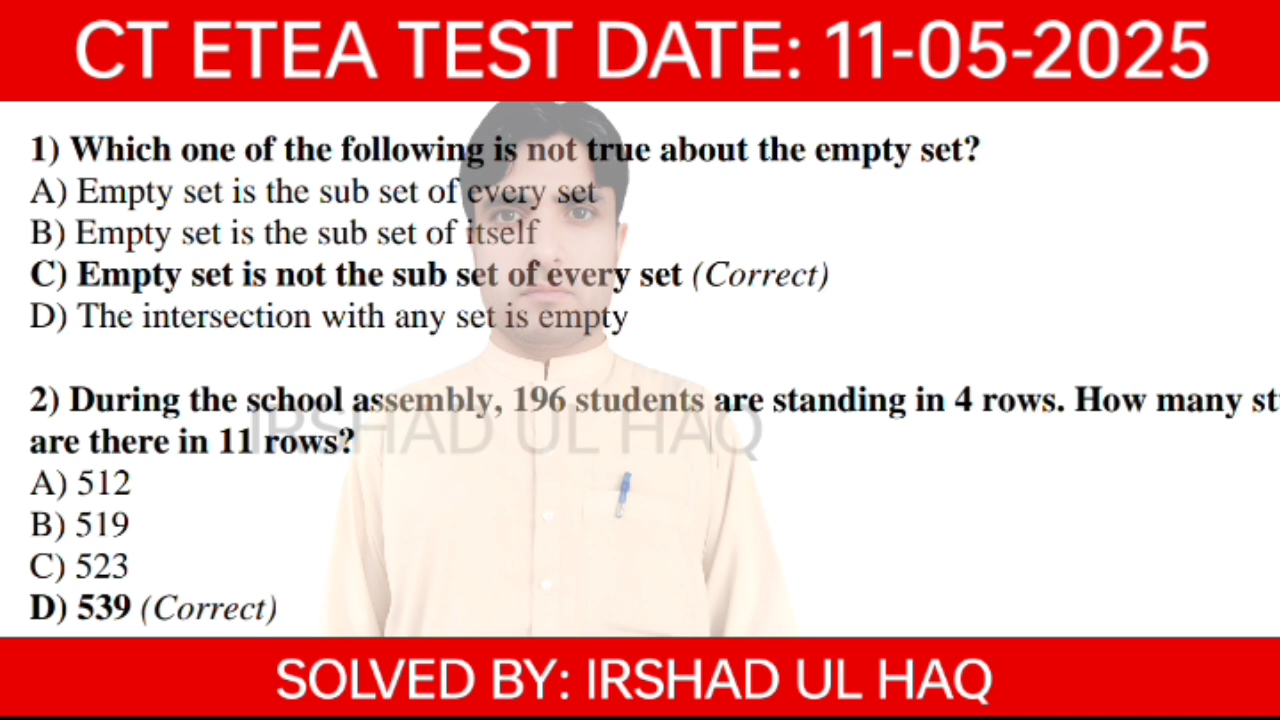 CT ETEA TEST DATE: 11-05-2025
1) Which one of the following is not true about the empty set?
A) Empty set is the sub set of every set
B) Empty set is the sub set of itself
C) Empty set is not the sub set of every set (Correct)
D) The intersection with any set is empty
2) During the school assembly, 196 students are standing in 4 rows. How many st
are there in 11 rows?
IRSHAD UL HAQ
A) 512
B) 519
C) 523
D) 539 (Correct)
SOLVED BY: IRSHAD UL HAQ